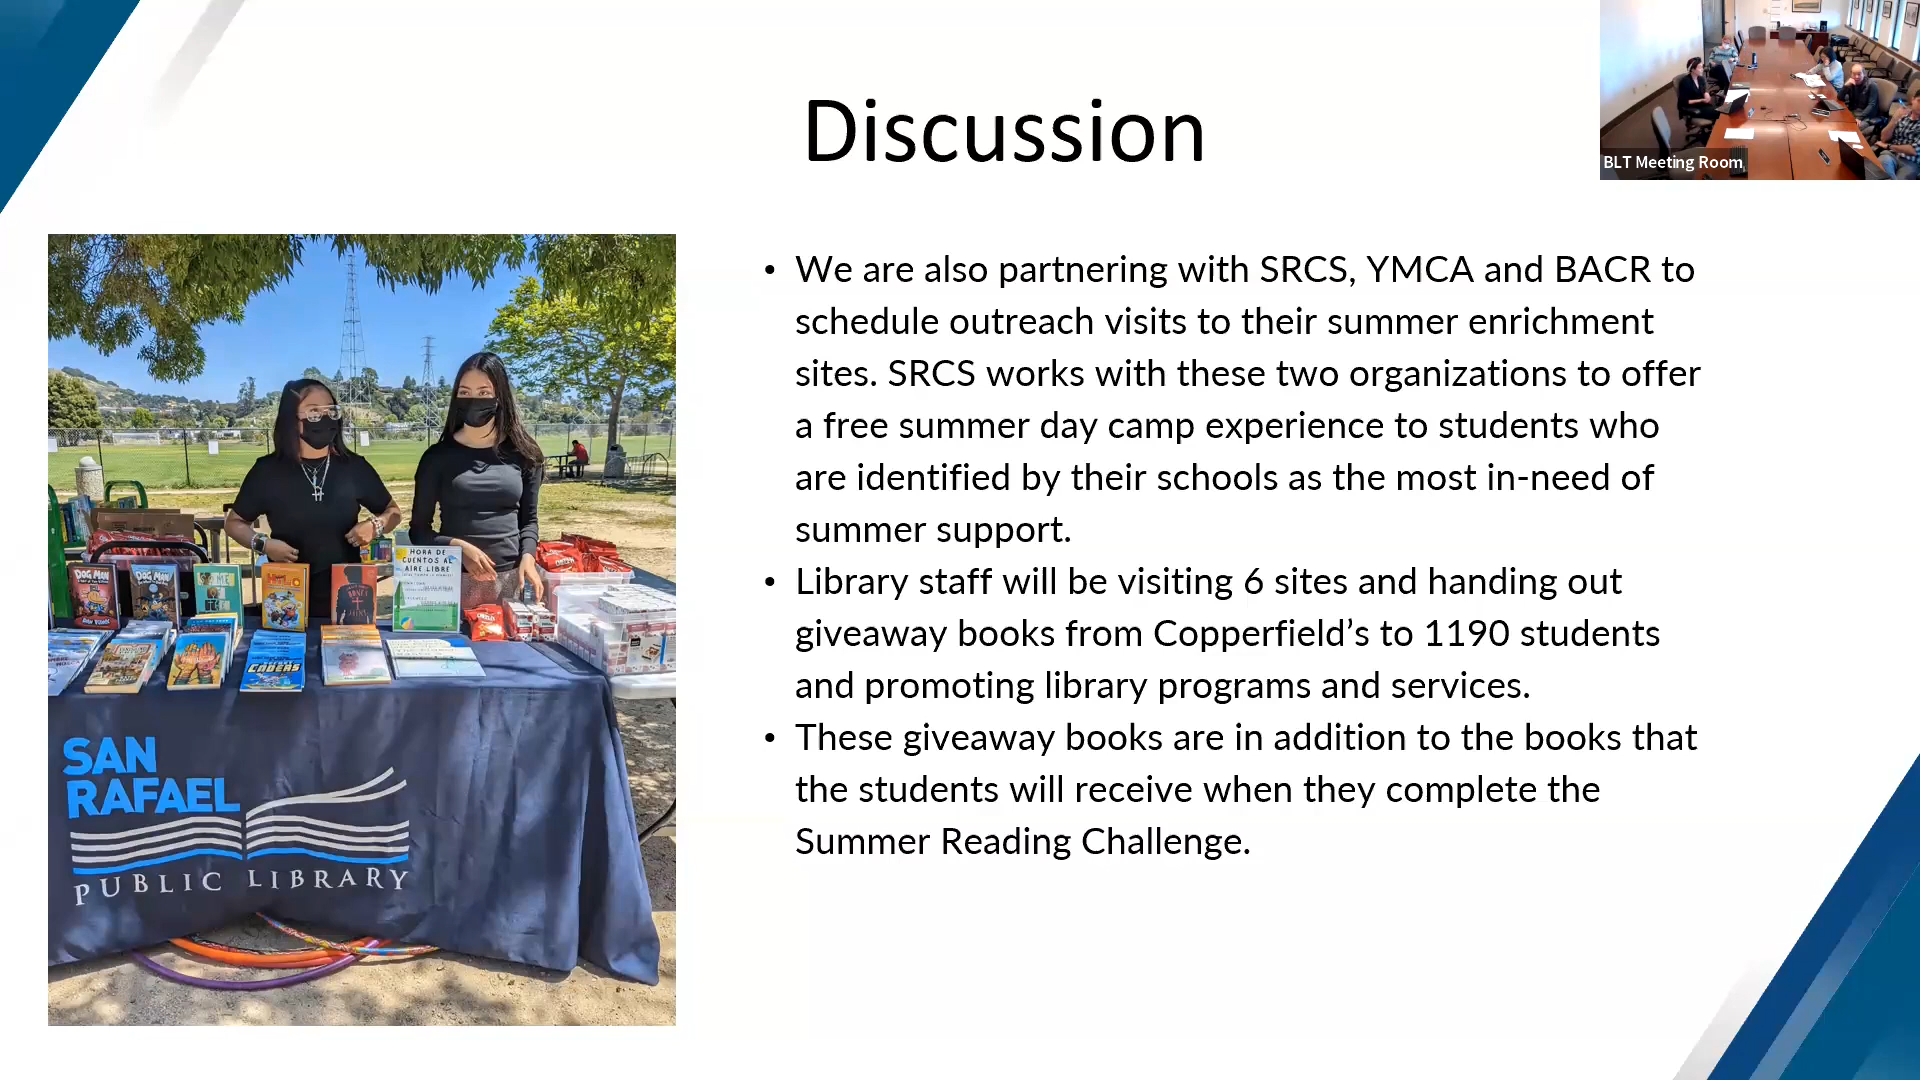 Discussion
BLT Meeting Room
• We are also partnering with SRCS, YMCA and BACR to
schedule outreach visits to their summer enrichment
sites. SRCS works with these two organizations to offer
a free summer day camp experience to students who
are identified by their schools as the most in-need of
summer support.
• Library staff will be visiting 6 sites and handing out
giveaway books from Copperfield’s to 1190 students
and promoting library programs and services.
• These giveaway books are in addition to the books that
the students will receive when they complete the
Summer Reading Challenge.
DOG MAN
DOG MAN
HILO
HORA DE
CUENTOS AL
AIRE LIBRE
CODERS
SAN
RAFAEL
PUBLIC LIBRARY